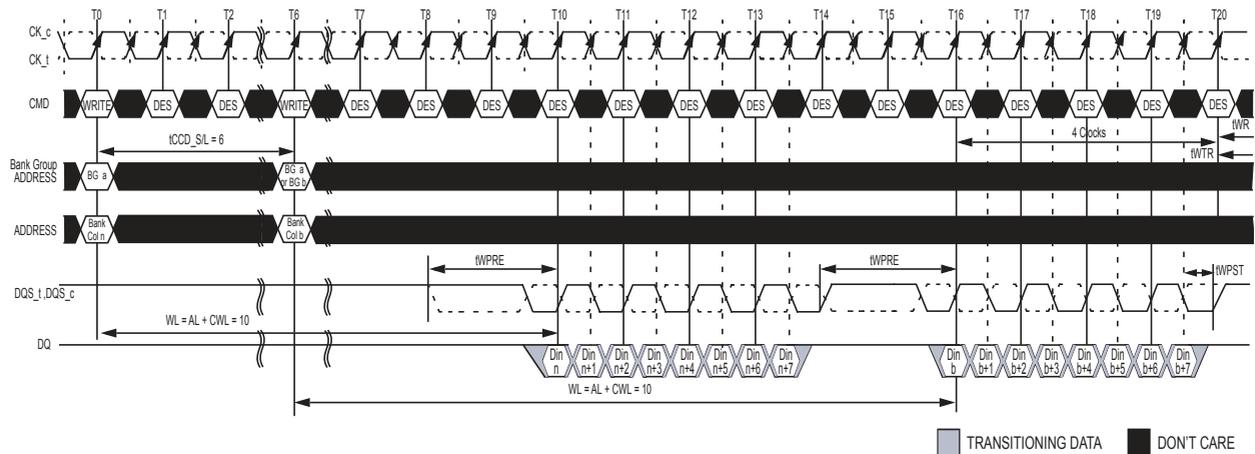 T0 T1 T2 T6 T7 T8 T9 T10 T11 T12 T13 T14 T15 T16 T17 T18 T19 T20
CK_c
CK_t
CMD WRITE DES DES WRITE DES DES DES DES DES DES DES DES DES DES DES DES DES DES
4 Clocks
tWR
tCCD_S/L = 6
tWTR
Bank Group
ADDRESS
BG a
BG a
or BG b
ADDRESS
Bank
Col n
Bank
Col b
tWPRE
tWPRE
tWPST
DQS_t ,DQS_c
WL = AL + CWL = 10
DQ
Din
n
Din
n+1
Din
n+2
Din
n+3
Din
n+4
Din
n+5
Din
n+6
Din
n+7
Din
b
Din
b+1
Din
b+2
Din
b+3
Din
b+4
Din
b+5
Din
b+6
Din
b+7
WL = AL + CWL = 10
TRANSITIONING DATA
DON'T CARE